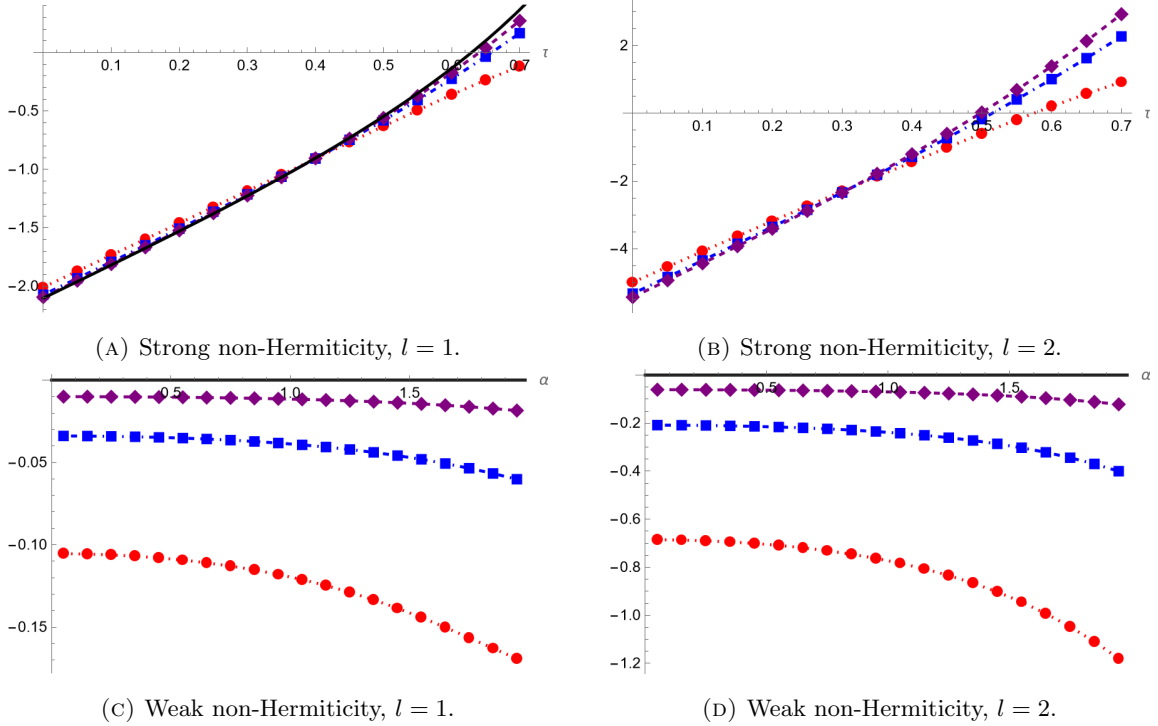 τ
0.1 0.2 0.3 0.4 0.5 0.6 0.7
-0.5
-1.0
-1.5
-2.0
(A) Strong non-Hermiticity, l = 1.
2
τ
0.1 0.2 0.3 0.4 0.5 0.6 0.7
-2
-4
(B) Strong non-Hermiticity, l = 2.
α
0.5 1.0 1.5
-0.05
-0.10
-0.15
(C) Weak non-Hermiticity, l = 1.
α
0.5 1.0 1.5
-0.2
-0.4
-0.6
-0.8
-1.0
-1.2
(D) Weak non-Hermiticity, l = 2.